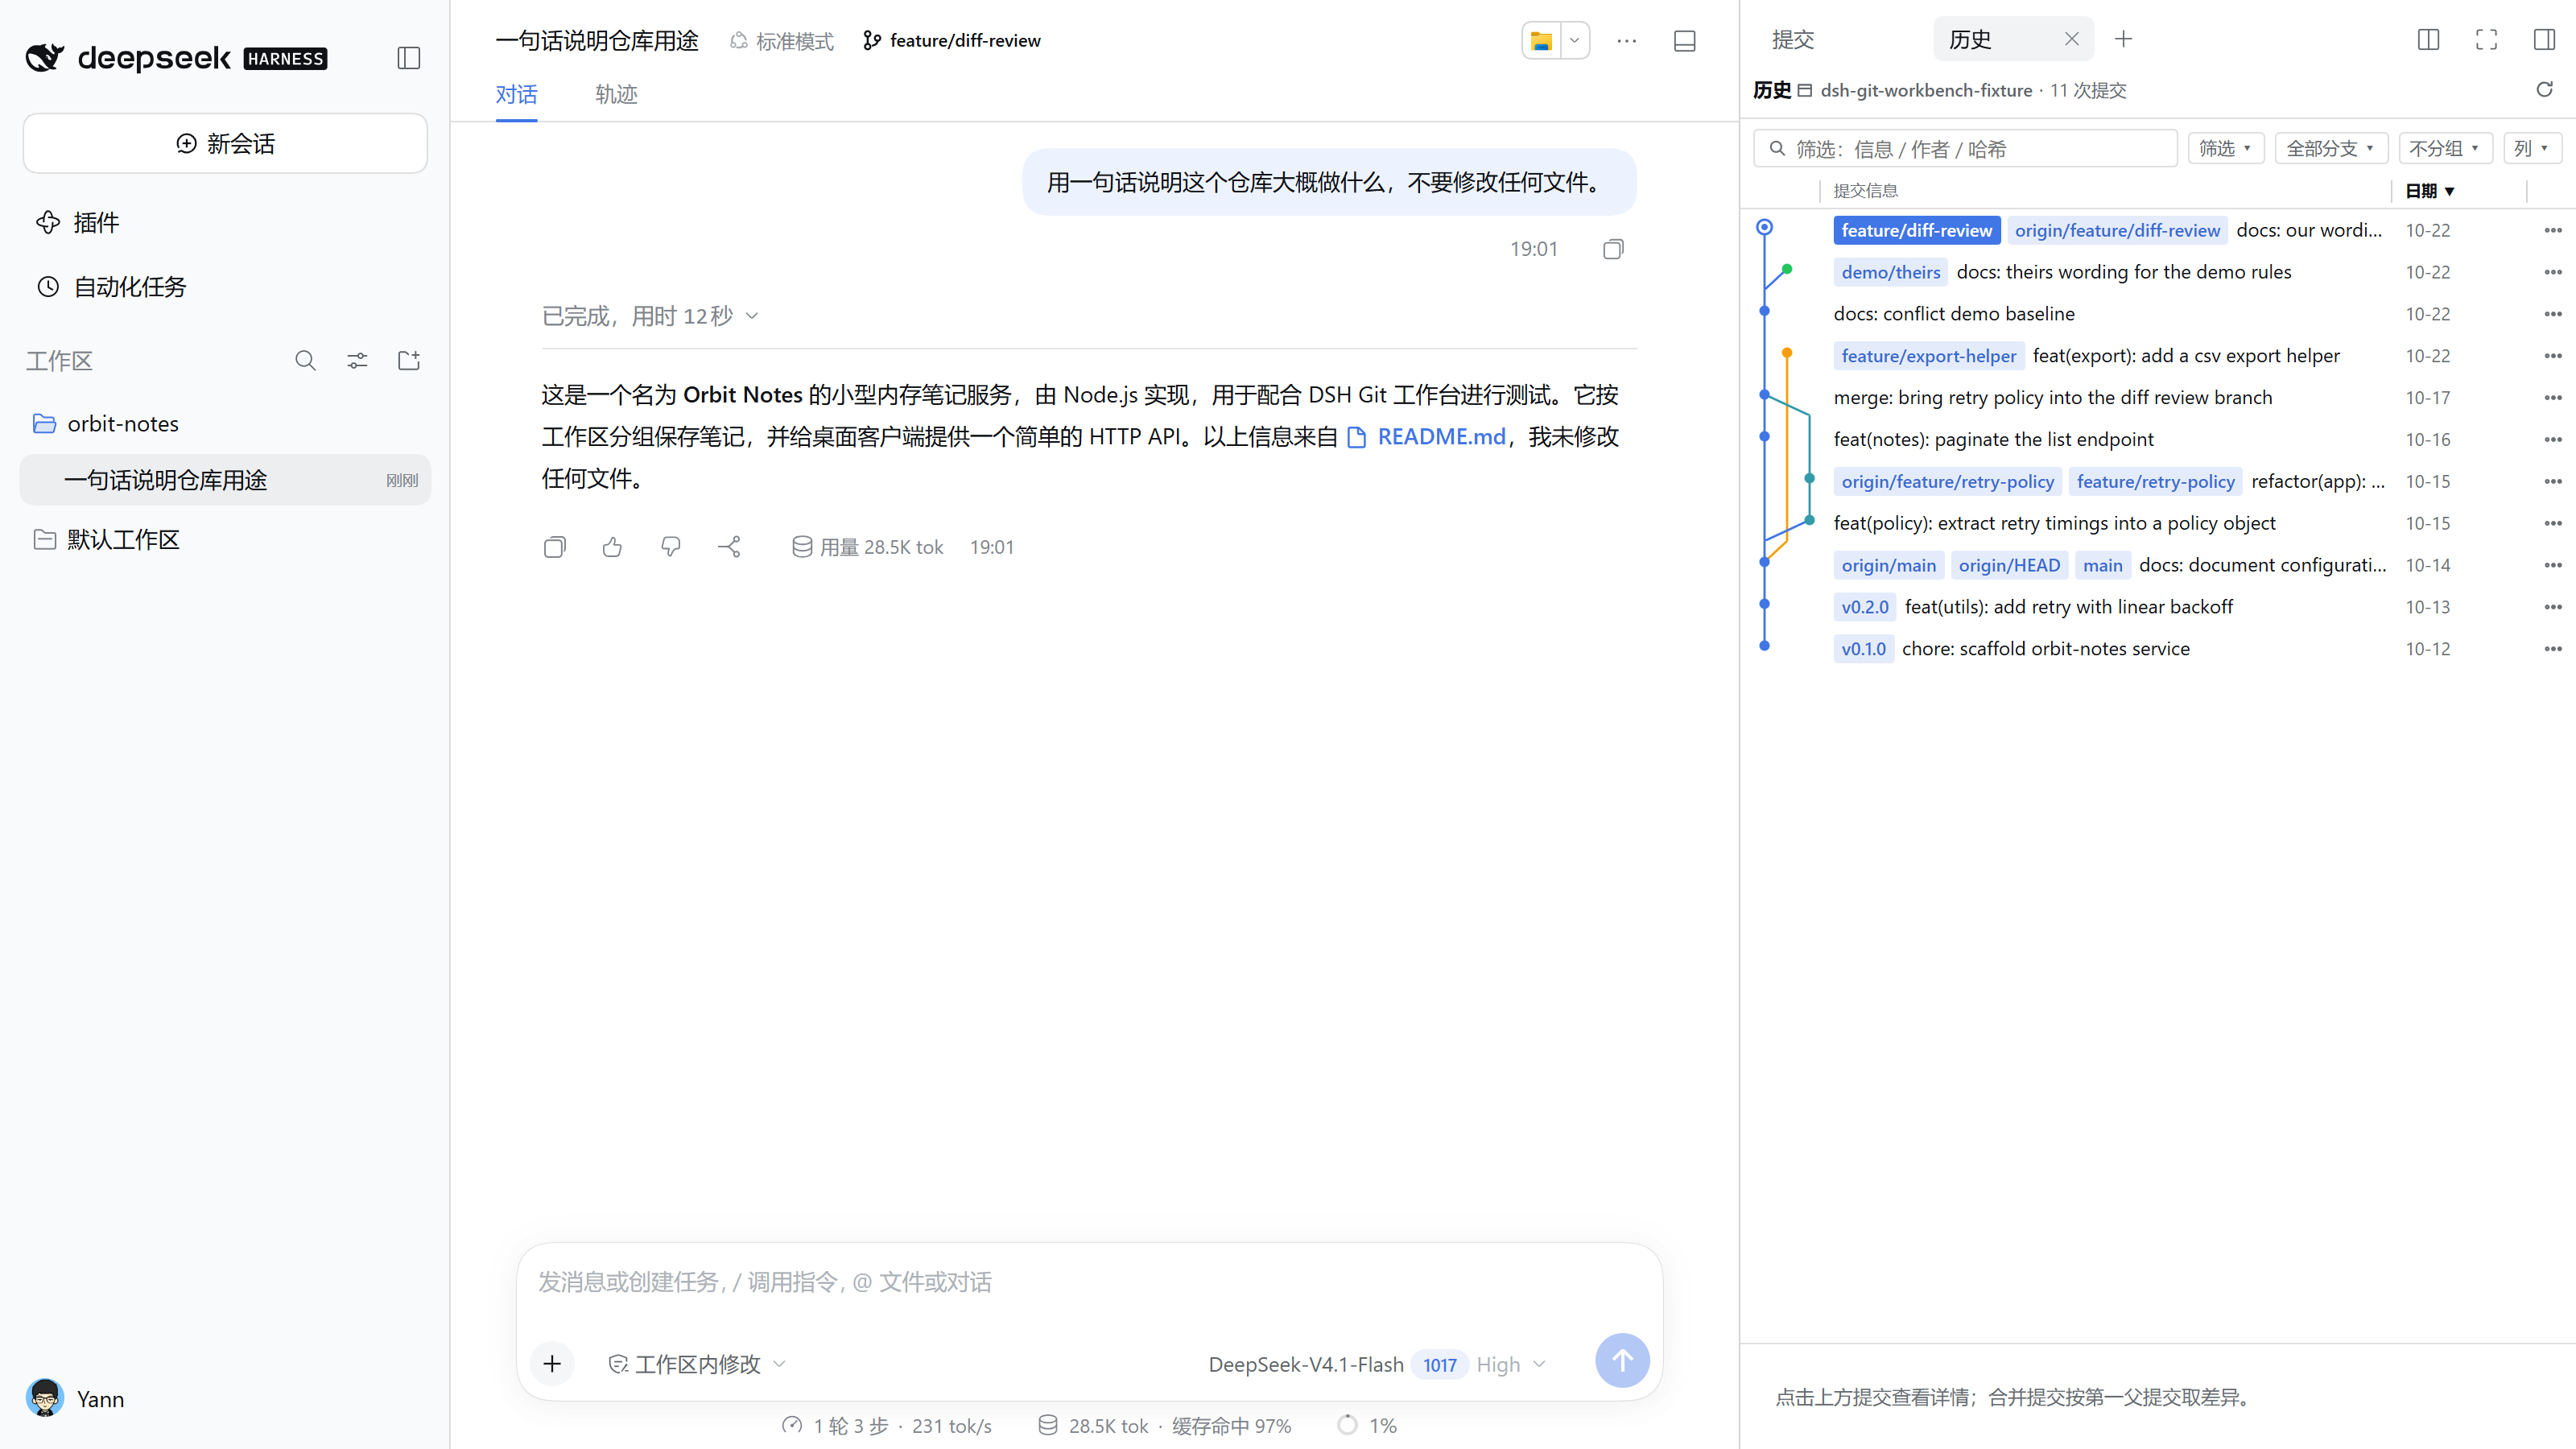 deepseek HARNESS
新会话
插件
自动化任务
工作区
orbit-notes
一句话说明仓库用途 刚刚
默认工作区
Yann
一句话说明仓库用途 标准模式 feature/diff-review
对话 轨迹
用一句话说明这个仓库大概做什么，不要修改任何文件。
19:01
已完成，用时 12秒
这是一个名为 Orbit Notes 的小型内存笔记服务，由 Node.js 实现，用于配合 DSH Git 工作台进行测试。它按
工作区分组保存笔记，并给桌面客户端提供一个简单的 HTTP API。以上信息来自 README.md，我未修改
任何文件。
用量 28.5K tok 19:01
发消息或创建任务, / 调用指令, @ 文件或对话
工作区内修改 DeepSeek-V4.1-Flash 1017 High
1 轮 3 步 · 231 tok/s 28.5K tok · 缓存命中 97% 1%
提交 历史
历史 dsh-git-workbench-fixture · 11 次提交
筛选：信息 / 作者 / 哈希 筛选 ▾ 全部分支 ▾ 不分组 ▾ 列 ▾
提交信息 日期 ▼
feature/diff-review origin/feature/diff-review docs: our wordi... 10-22
demo/theirs docs: theirs wording for the demo rules 10-22
docs: conflict demo baseline 10-22
feature/export-helper feat(export): add a csv export helper 10-22
merge: bring retry policy into the diff review branch 10-17
feat(notes): paginate the list endpoint 10-16
origin/feature/retry-policy feature/retry-policy refactor(app): ... 10-15
feat(policy): extract retry timings into a policy object 10-15
origin/main origin/HEAD main docs: document configurati... 10-14
v0.2.0 feat(utils): add retry with linear backoff 10-13
v0.1.0 chore: scaffold orbit-notes service 10-12
点击上方提交查看详情；合并提交按第一父提交取差异。